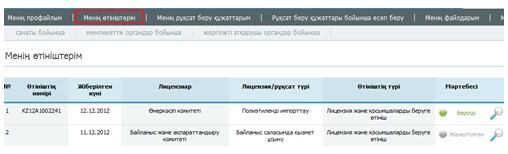 Менің профайлым | Менің өтініштерім | Менің рұқсат беру құжаттарым | Рұқсат беру құжаттары бойынша есеп беру | Менің файлдарым | Мен
санаты бойынша мемлекеттік органдар бойынша жергілікті атқарушы органдар бойынша
Менің өтініштерім
№ Өтініштің нөмірі Жіберілген күні Лицензиар Лицензия/рұқсат түрі Өтініштің түрі Мәртебесі
1 KZ12A1002241 12.12.2012 Өнеркәсіп комитеті Полиэтиленді импорттау Лицензия және қосымшаларды беруге өтініш Берілді
2 11.12.2012 Байланыс және ақпараттандыру комитеті Байланыс саласында қызмет ұсыну Лицензия және қосымшаларды беруге өтініш Жөнелтілген